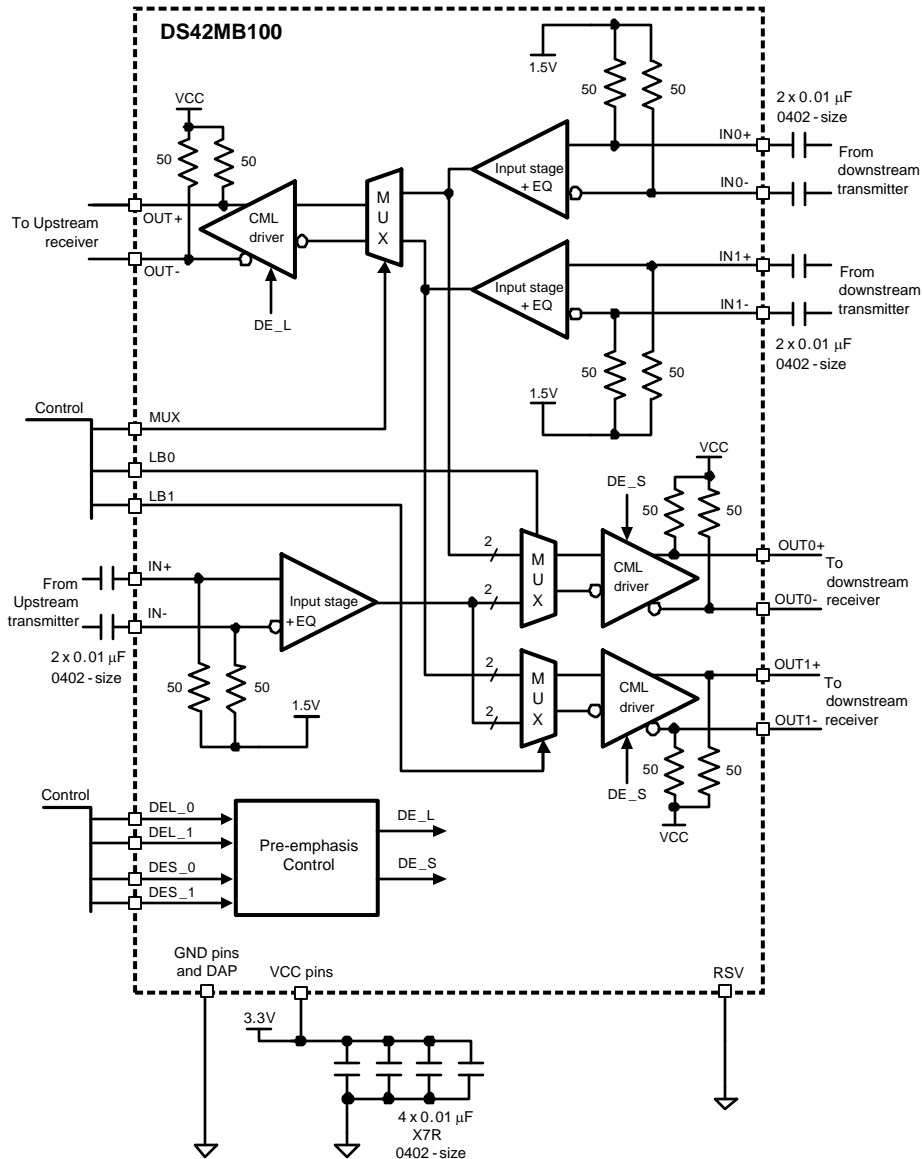 DS42MB100
1.5V
50
50
2 x 0.01 μF
0402 - size
IN0+
From
downstream
transmitter
IN0-
Input stage
+ EQ
VCC
50
50
M
U
X
CML
driver
OUT+
To Upstream
receiver
OUT-
DE_L
Input stage
+ EQ
IN1+
From
downstream
transmitter
IN1-
2 x 0.01 μF
0402 - size
50
50
1.5V
Control
MUX
LB0
LB1
VCC
DE_S
50
50
2
2
M
U
X
CML
driver
OUT0+
To
downstream
receiver
OUT0-
IN+
From
Upstream
transmitter
IN-
2 x 0.01 μF
0402 - size
Input stage
+ EQ
50
50
1.5V
2
2
M
U
X
CML
driver
OUT1+
To
downstream
receiver
OUT1-
DE_S
50
50
VCC
Control
DEL_0
DEL_1
DES_0
DES_1
Pre-emphasis
Control
DE_L
DE_S
GND pins
and DAP
VCC pins
RSV
3.3V
4 x 0.01 μF
X7R
0402 - size